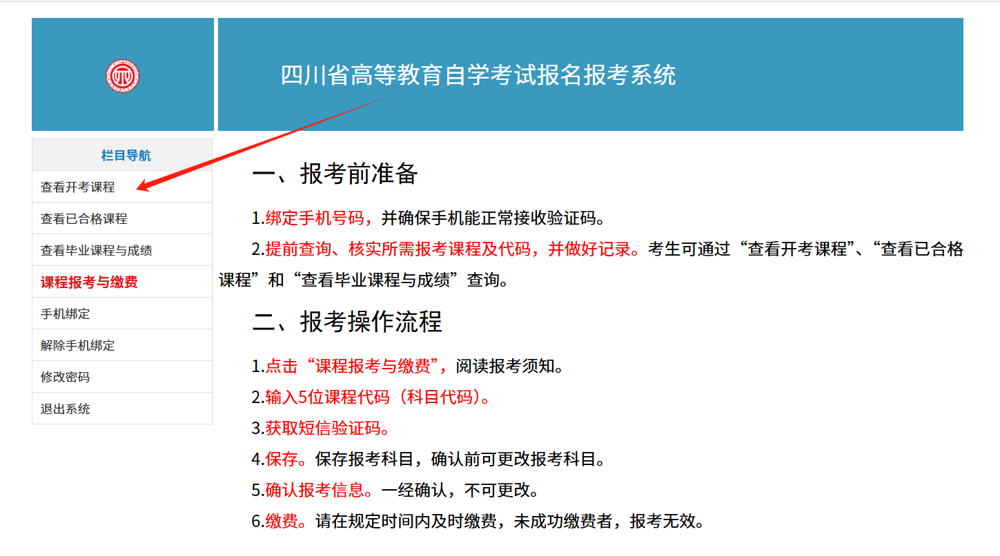 四川省高等教育自学考试报名报考系统
栏目导航
查看开考课程
查看已合格课程
查看毕业课程与成绩
课程报考与缴费
手机绑定
解除手机绑定
修改密码
退出系统
一、报考前准备
1.绑定手机号码，并确保手机能正常接收验证码。
2.提前查询、核实所需报考课程及代码，并做好记录。考生可通过“查看开考课程”、“查看已合格
课程”和“查看毕业课程与成绩”查询。
二、报考操作流程
1.点击“课程报考与缴费”，阅读报考须知。
2.输入5位课程代码（科目代码）。
3.获取短信验证码。
4.保存。保存报考科目，确认前可更改报考科目。
5.确认报考信息。一经确认，不可更改。
6.缴费。请在规定时间内及时缴费，未成功缴费者，报考无效。